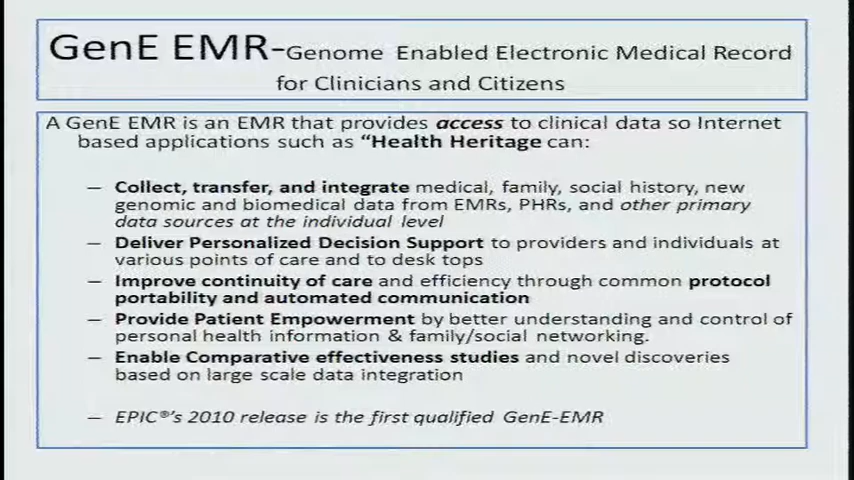 GenE EMR-Genome Enabled Electronic Medical Record
for Clinicians and Citizens
A GenE EMR is an EMR that provides access to clinical data so Internet
based applications such as “Health Heritage can:
– Collect, transfer, and integrate medical, family, social history, new
genomic and biomedical data from EMRs, PHRs, and other primary
data sources at the individual level
– Deliver Personalized Decision Support to providers and individuals at
various points of care and to desk tops
– Improve continuity of care and efficiency through common protocol
portability and automated communication
– Provide Patient Empowerment by better understanding and control of
personal health information & family/social networking.
– Enable Comparative effectiveness studies and novel discoveries
based on large scale data integration
– EPIC®’s 2010 release is the first qualified GenE-EMR